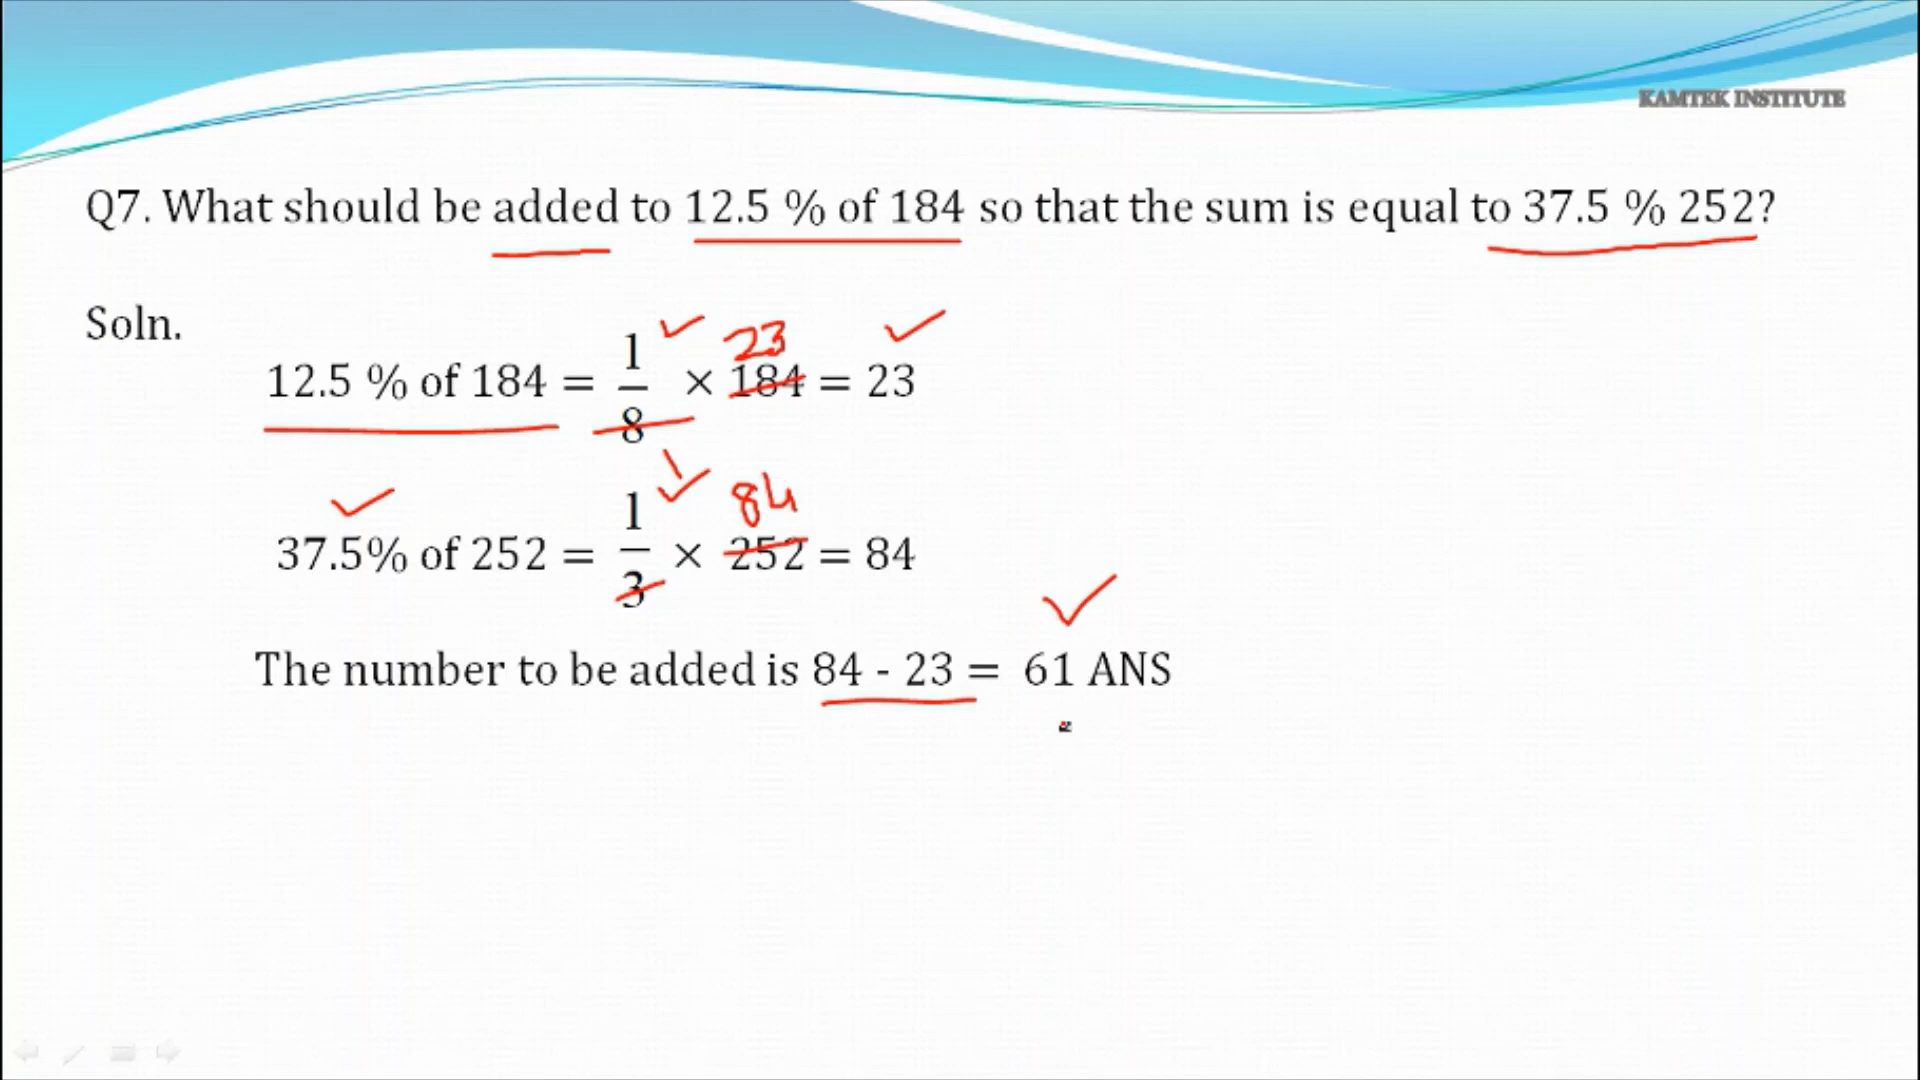 KAMTEK INSTITUTE
Q7. What should be added to 12.5 % of 184 so that the sum is equal to 37.5 % 252?
Soln.
12.5 % of 184 = 1/8 × 184 = 23
23
1
37.5% of 252 = 1/3 × 252 = 84
84
The number to be added is 84 - 23 = 61 ANS